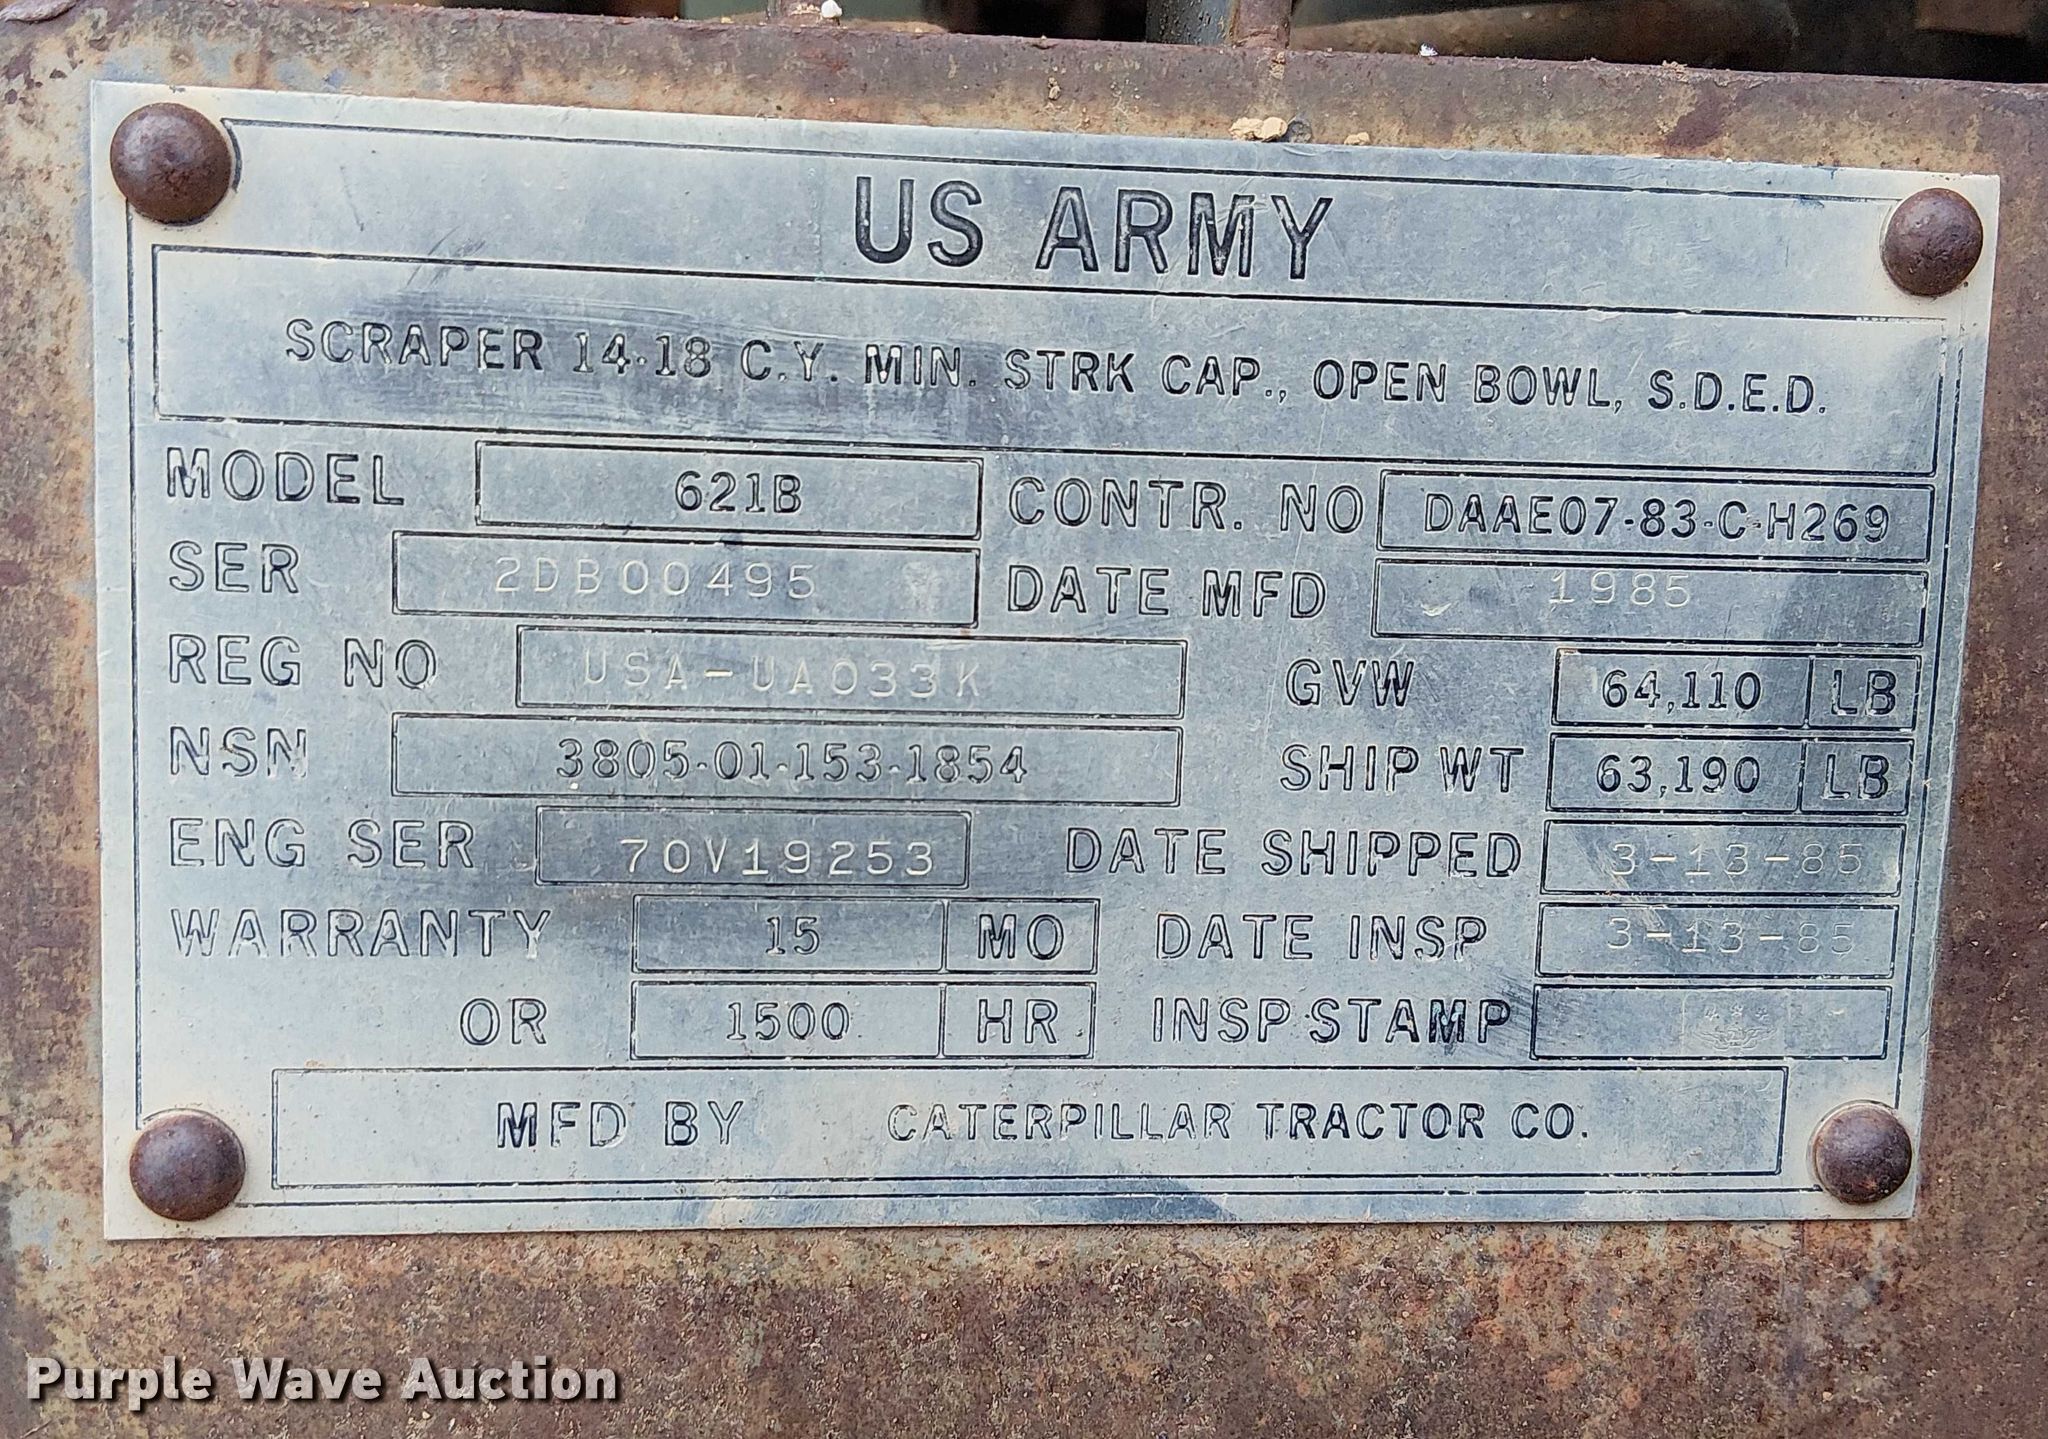 US ARMY
SCRAPER 14-18 C.Y. MIN. STRK CAP., OPEN BOWL, S.D.E.D.
MODEL 621B CONTR. NO DAAE07-83-C-H269
SER 2DB00495 DATE MFD 1985
REG NO USA-UA033K GVW 64,110 LB
NSN 3805-01-153-1854 SHIP WT 63,190 LB
ENG SER 70V19253 DATE SHIPPED 3-13-85
WARRANTY 15 MO DATE INSP 3-13-85
OR 1500 HR INSP STAMP
MFD BY CATERPILLAR TRACTOR CO.
Purple Wave Auction